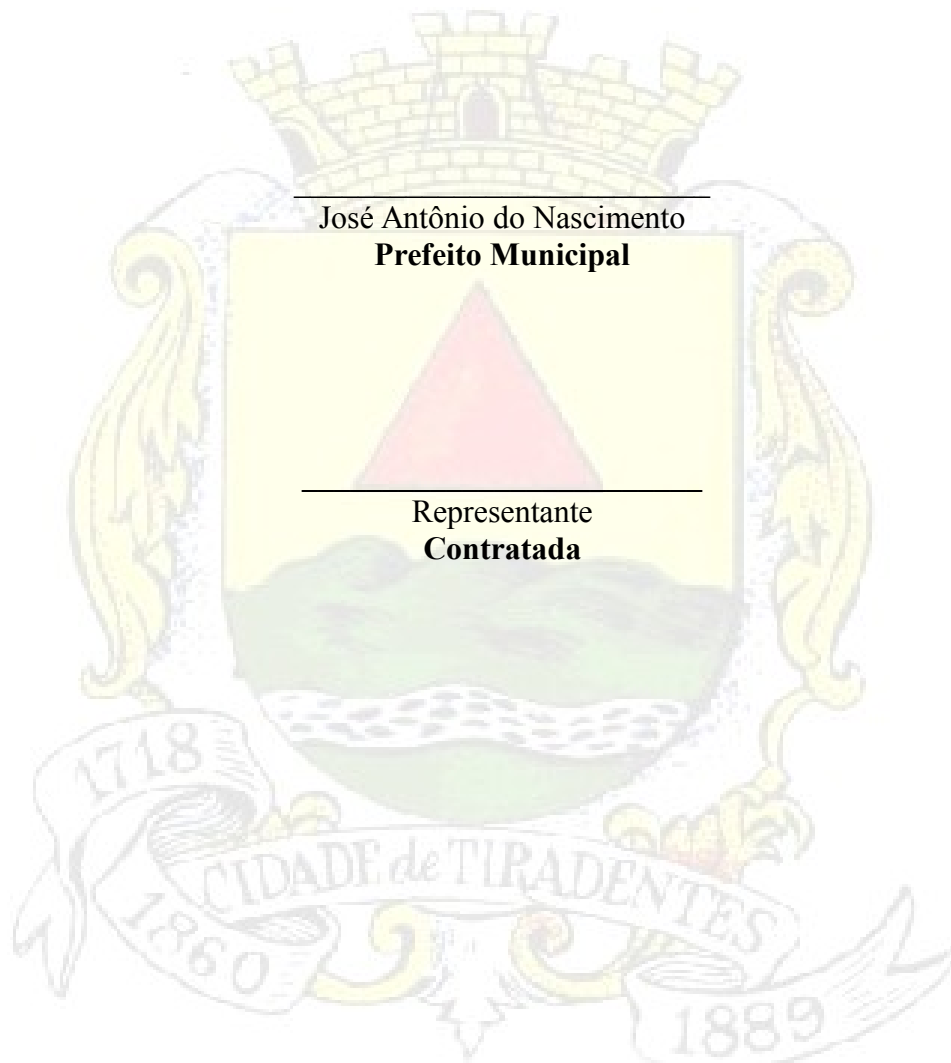 José Antônio do Nascimento
Prefeito Municipal
Representante
Contratada
1718
CIDADE de TIRADENTES
1860
1889